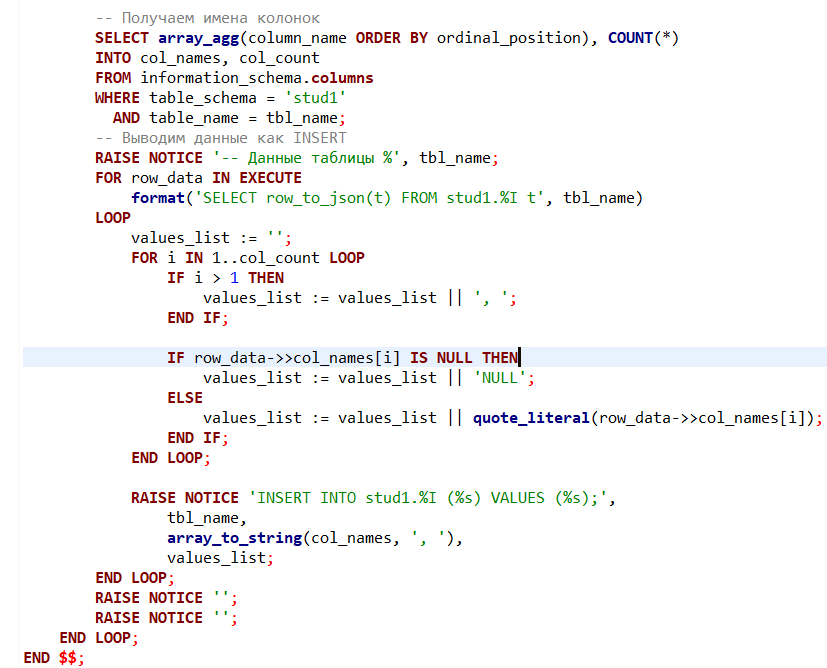 -- Получаем имена колонок
SELECT array_agg(column_name ORDER BY ordinal_position), COUNT(*)
INTO col_names, col_count
FROM information_schema.columns
WHERE table_schema = 'stud1'
  AND table_name = tbl_name;
-- Выводим данные как INSERT
RAISE NOTICE '-- Данные таблицы %', tbl_name;
FOR row_data IN EXECUTE
    format('SELECT row_to_json(t) FROM stud1.%I t', tbl_name)
LOOP
    values_list := '';
    FOR i IN 1..col_count LOOP
        IF i > 1 THEN
            values_list := values_list || ', ';
        END IF;
        IF row_data->>col_names[i] IS NULL THEN
            values_list := values_list || 'NULL';
        ELSE
            values_list := values_list || quote_literal(row_data->>col_names[i]);
        END IF;
    END LOOP;
    RAISE NOTICE 'INSERT INTO stud1.%I (%s) VALUES (%s);',
        tbl_name,
        array_to_string(col_names, ', '),
        values_list;
END LOOP;
RAISE NOTICE '';
RAISE NOTICE '';
END LOOP;
END $$;